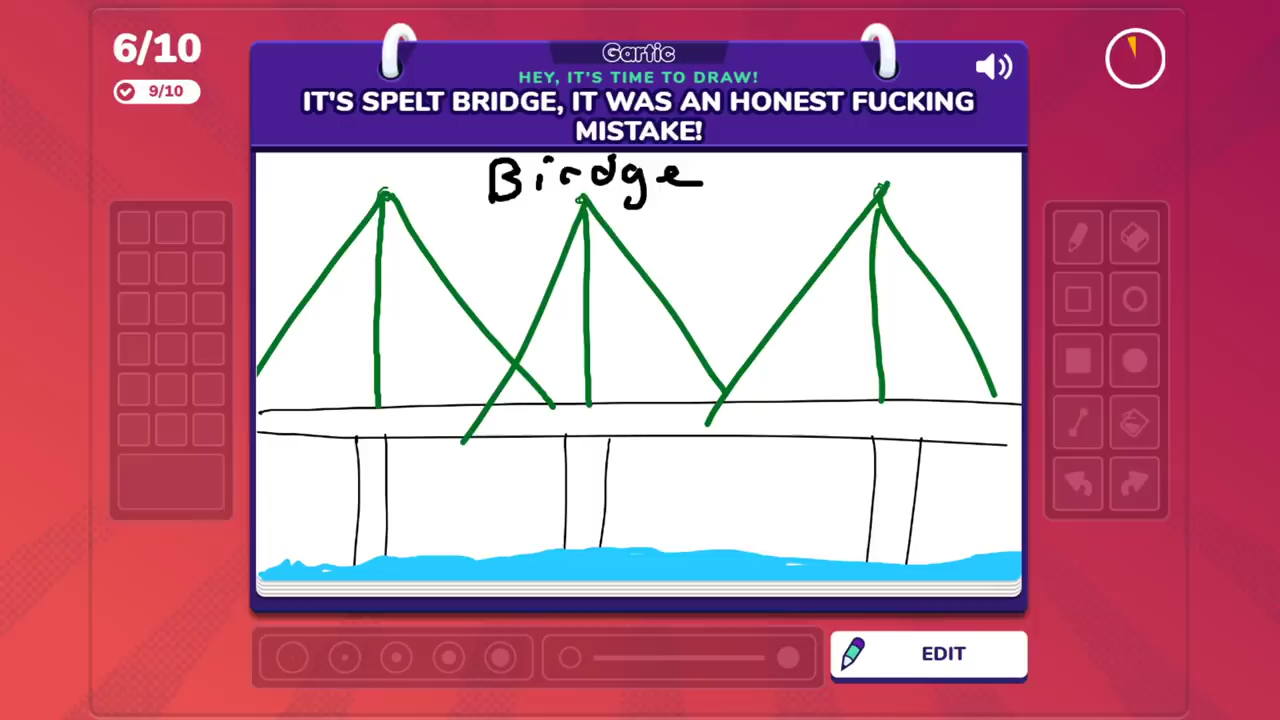 6/10
9/10
Gartic
HEY, IT'S TIME TO DRAW!
IT'S SPELT BRIDGE, IT WAS AN HONEST FUCKING
MISTAKE!
Birdge
EDIT